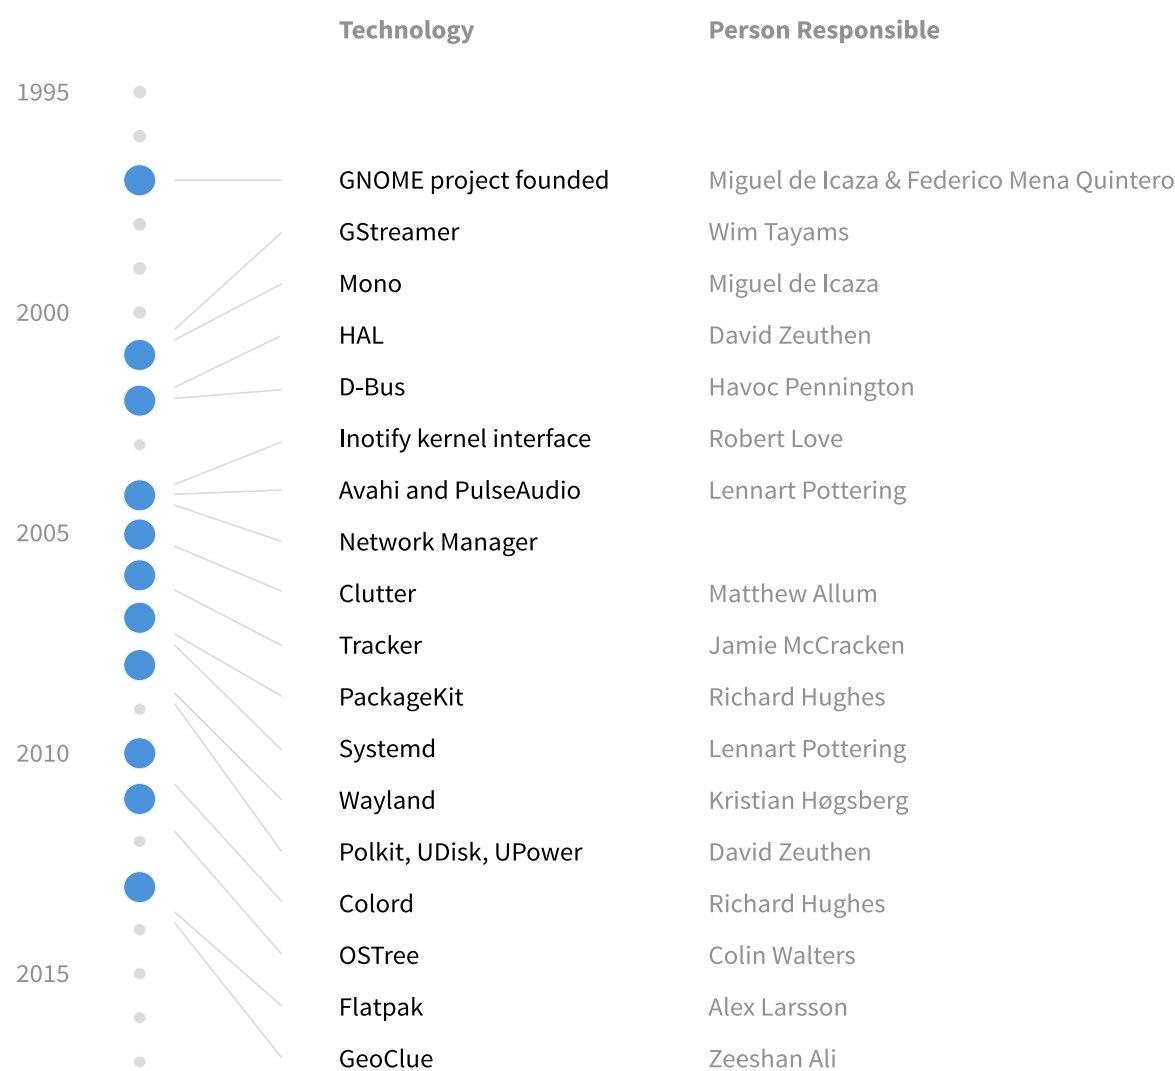 Technology Person Responsible
1995
GNOME project founded Miguel de Icaza & Federico Mena Quintero
GStreamer Wim Tayams
Mono Miguel de Icaza
2000
HAL David Zeuthen
D-Bus Havoc Pennington
Inotify kernel interface Robert Love
Avahi and PulseAudio Lennart Pottering
2005
Network Manager
Clutter Matthew Allum
Tracker Jamie McCracken
PackageKit Richard Hughes
Systemd Lennart Pottering
2010
Wayland Kristian Høgsberg
Polkit, UDisk, UPower David Zeuthen
Colord Richard Hughes
OSTree Colin Walters
2015
Flatpak Alex Larsson
GeoClue Zeeshan Ali